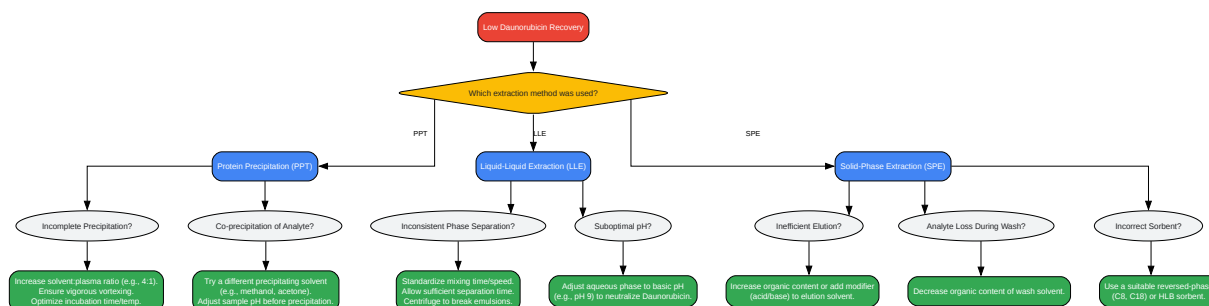 Low Daunorubicin Recovery
Which extraction method was used?
PPT
LLE
SPE
Protein Precipitation (PPT)
Liquid-Liquid Extraction (LLE)
Solid-Phase Extraction (SPE)
Incomplete Precipitation?
Co-precipitation of Analyte?
Inconsistent Phase Separation?
Suboptimal pH?
Inefficient Elution?
Analyte Loss During Wash?
Incorrect Sorbent?
Increase solvent:plasma ratio (e.g., 4:1).
Ensure vigorous vortexing.
Optimize incubation time/temp.
Try a different precipitating solvent
(e.g., methanol, acetone).
Adjust sample pH before precipitation.
Standardize mixing time/speed.
Allow sufficient separation time.
Centrifuge to break emulsions.
Adjust aqueous phase to basic pH
(e.g., pH 9) to neutralize Daunorubicin.
Increase organic content or add modifier
(acid/base) to elution solvent.
Decrease organic content of wash solvent.
Use a suitable reversed-phase
(C8, C18) or HLB sorbent.